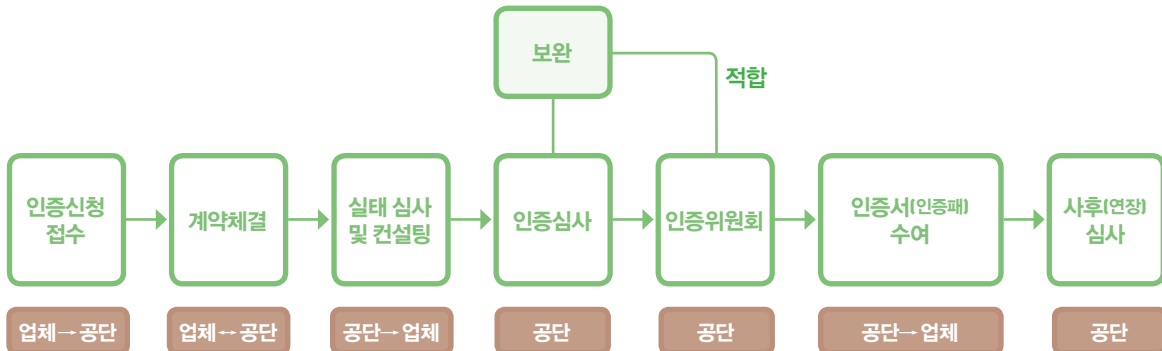 보완
적합
인증신청
접수
계약체결
실태 심사
및 컨설팅
인증심사
인증위원회
인증서(인증패)
수여
사후(연장)
심사
업체→공단
업체↔공단
공단→업체
공단
공단
공단→업체
공단